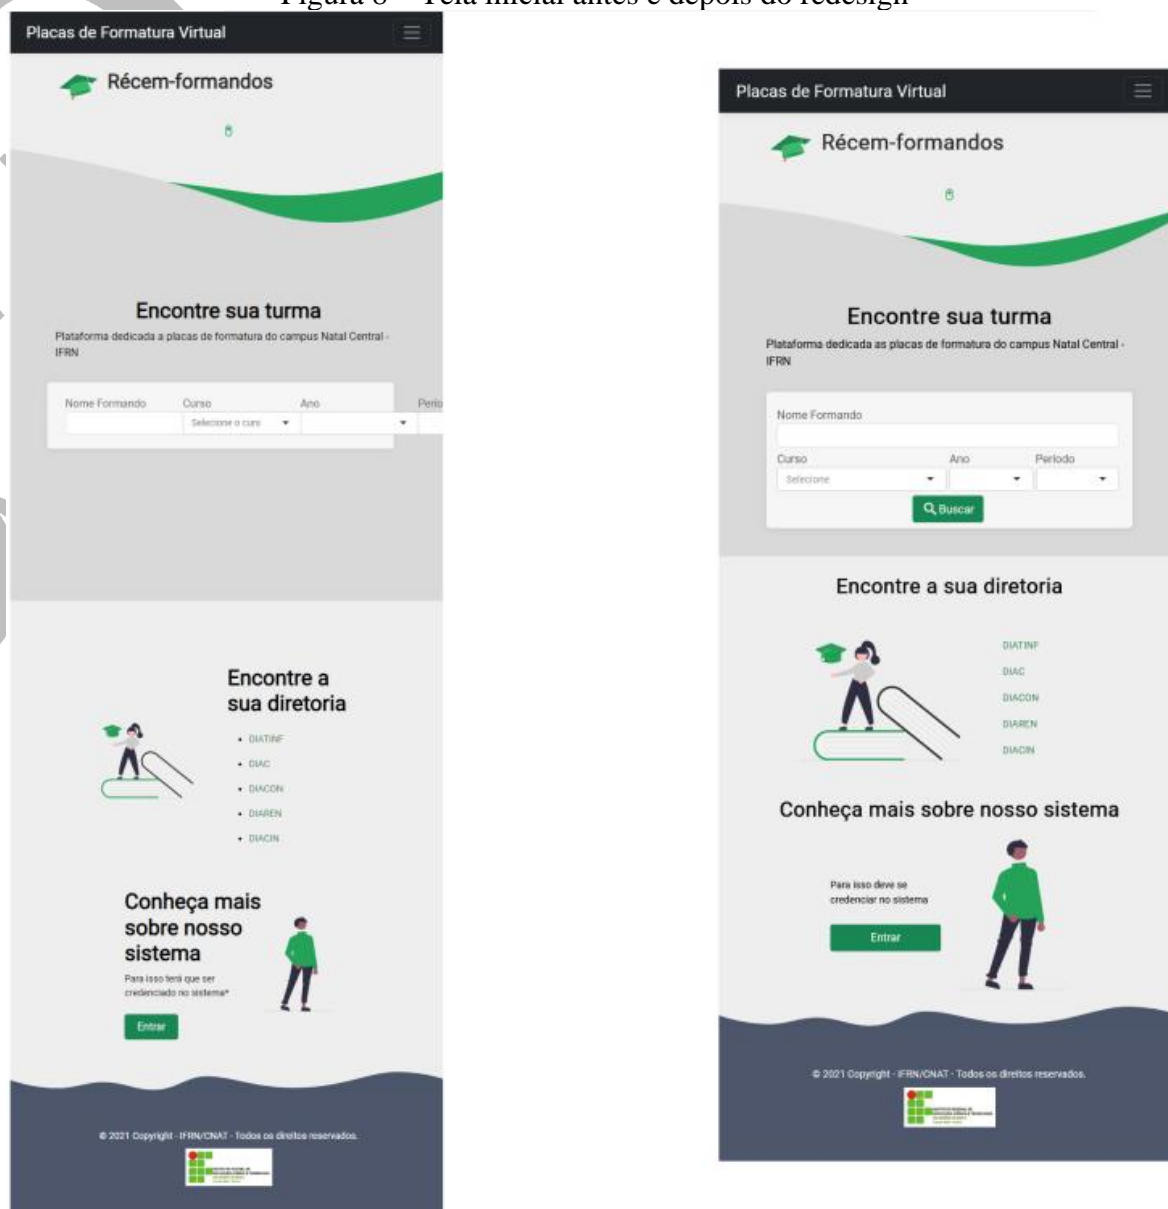 Figura 8 – Tela inicial antes e depois do redesign
Placas de Formatura Virtual
Récem-formandos
Encontre sua turma
Plataforma dedicada a placas de formatura do campus Natal Central -
IFRN
Nome Formando Curso Ano Perío
Selecione o curs
Encontre a
sua diretoria
• DIATINF
• DIAC
• DIACON
• DIAREN
• DIACIN
Conheça mais
sobre nosso
sistema
Para isso terá que ser
credenciado no sistema*
Entrar
© 2021 Copyright - IFRN/CNAT - Todos os direitos reservados.
Placas de Formatura Virtual
Récem-formandos
Encontre sua turma
Plataforma dedicada as placas de formatura do campus Natal Central -
IFRN
Nome Formando
Curso Ano Período
Selecione
Buscar
Encontre a sua diretoria
DIATINF
DIAC
DIACON
DIAREN
DIACIN
Conheça mais sobre nosso sistema
Para isso deve se
credenciar no sistema
Entrar
© 2021 Copyright - IFRN/CNAT - Todos os direitos reservados.